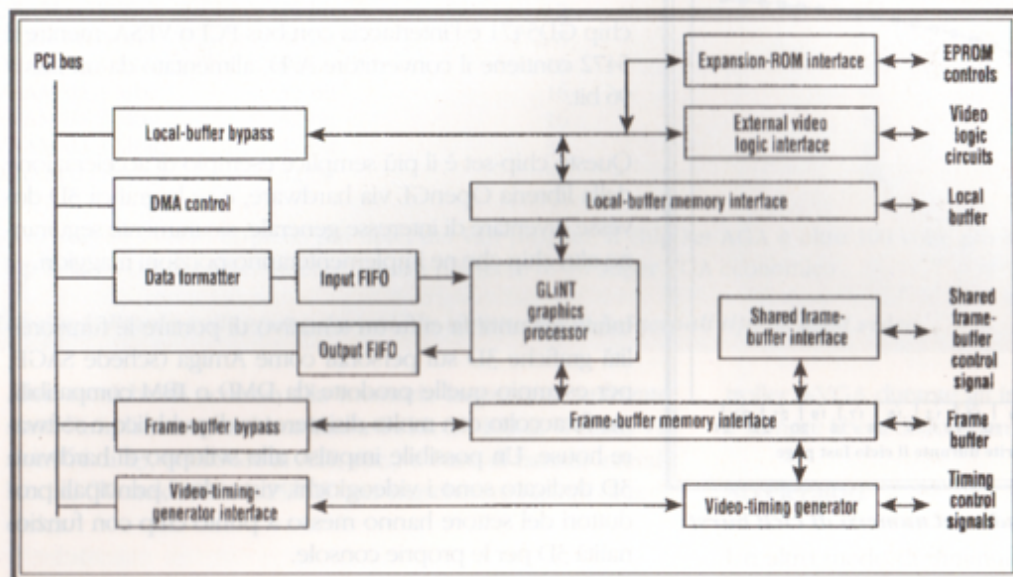 PCI bus
Expansion-ROM interface
EPROM
controls
Local-buffer bypass
External video
logic interface
Video
logic
circuits
DMA control
Local-buffer memory interface
Local
buffer
Data formatter
Input FIFO
GLiNT
graphics
processor
Shared frame-
buffer interface
Shared
frame-
buffer
control
signal
Output FIFO
Frame-buffer bypass
Frame-buffer memory interface
Frame
buffer
Video-timing-
generator interface
Video-timing generator
Timing
control
signals